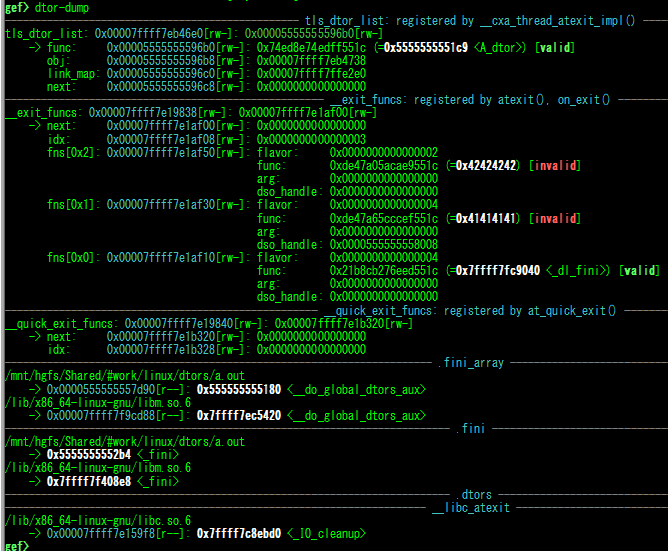 gef> dtor-dump
tls_dtor_list: registered by __cxa_thread_atexit_impl()
tls_dtor_list: 0x00007ffff7eb46e0[rw-]: 0x00005555555596b0[rw-]
-> func: 0x00005555555596b0[rw-]: 0x74ed8e74edff551c (=0x5555555551c9 <A_dtor>) [valid]
obj: 0x00005555555596b8[rw-]: 0x00007ffff7eb4738
link_map: 0x00005555555596c0[rw-]: 0x00007ffff7ffe2e0
next: 0x00005555555596c8[rw-]: 0x0000000000000000
__exit_funcs: registered by atexit(), on_exit()
__exit_funcs: 0x00007ffff7e19838[rw-]: 0x00007ffff7e1af00[rw-]
-> next: 0x00007ffff7e1af00[rw-]: 0x0000000000000000
idx: 0x00007ffff7e1af08[rw-]: 0x0000000000000003
fns[0x2]: 0x00007ffff7e1af50[rw-]: flavor: 0x0000000000000002
func: 0xde47a05acae9551c (=0x42424242) [invalid]
arg: 0x0000000000000000
dso_handle: 0x0000000000000000
fns[0x1]: 0x00007ffff7e1af30[rw-]: flavor: 0x0000000000000004
func: 0xde47a65cccef551c (=0x41414141) [invalid]
arg: 0x0000000000000000
dso_handle: 0x0000555555558008
fns[0x0]: 0x00007ffff7e1af10[rw-]: flavor: 0x0000000000000004
func: 0x21b8cb276eed551c (=0x7ffff7fc9040 <_dl_fini>) [valid]
arg: 0x0000000000000000
dso_handle: 0x0000000000000000
__quick_exit_funcs: registered by at_quick_exit()
__quick_exit_funcs: 0x00007ffff7e19840[rw-]: 0x00007ffff7e1b320[rw-]
-> next: 0x00007ffff7e1b320[rw-]: 0x0000000000000000
idx: 0x00007ffff7e1b328[rw-]: 0x0000000000000000
.fini_array
/mnt/hgfs/Shared/#work/linux/dtors/a.out
-> 0x0000555555557d90[r--]: 0x555555555180 <__do_global_dtors_aux>
/lib/x86_64-linux-gnu/libm.so.6
-> 0x00007ffff7f9cd88[r--]: 0x7ffff7ec5420 <__do_global_dtors_aux>
.fini
/mnt/hgfs/Shared/#work/linux/dtors/a.out
-> 0x5555555552b4 <_fini>
/lib/x86_64-linux-gnu/libm.so.6
-> 0x7ffff7f408e8 <_fini>
.dtors
__libc_atexit
/lib/x86_64-linux-gnu/libc.so.6
-> 0x00007ffff7e159f8[r--]: 0x7ffff7c8ebd0 <_IO_cleanup>
gef>